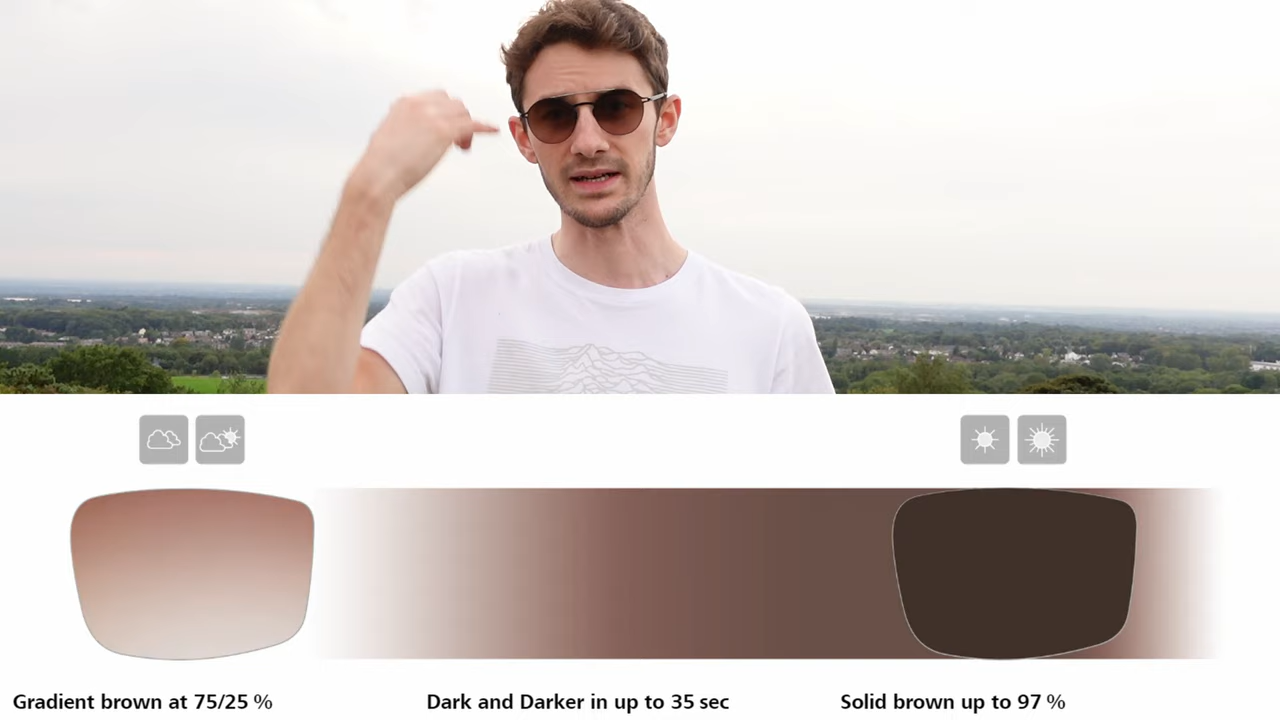 Gradient brown at 75/25 %
Dark and Darker in up to 35 sec
Solid brown up to 97 %